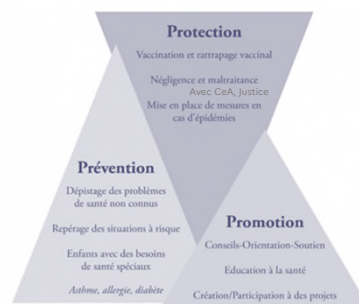 Protection
Vaccination et rattrapage vaccinal
Négligence et maltraitance
Avec CeA, Justice
Mise en place de mesures en
cas d'épidémies
Prévention
Dépistage des problèmes
de santé non connus
Repérage des situations à risque
Enfants avec des besoins
de santé spéciaux
Asthme, allergie, diabète
Promotion
Conseils-Orientation-Soutien
Education à la santé
Création/Participation à des projets